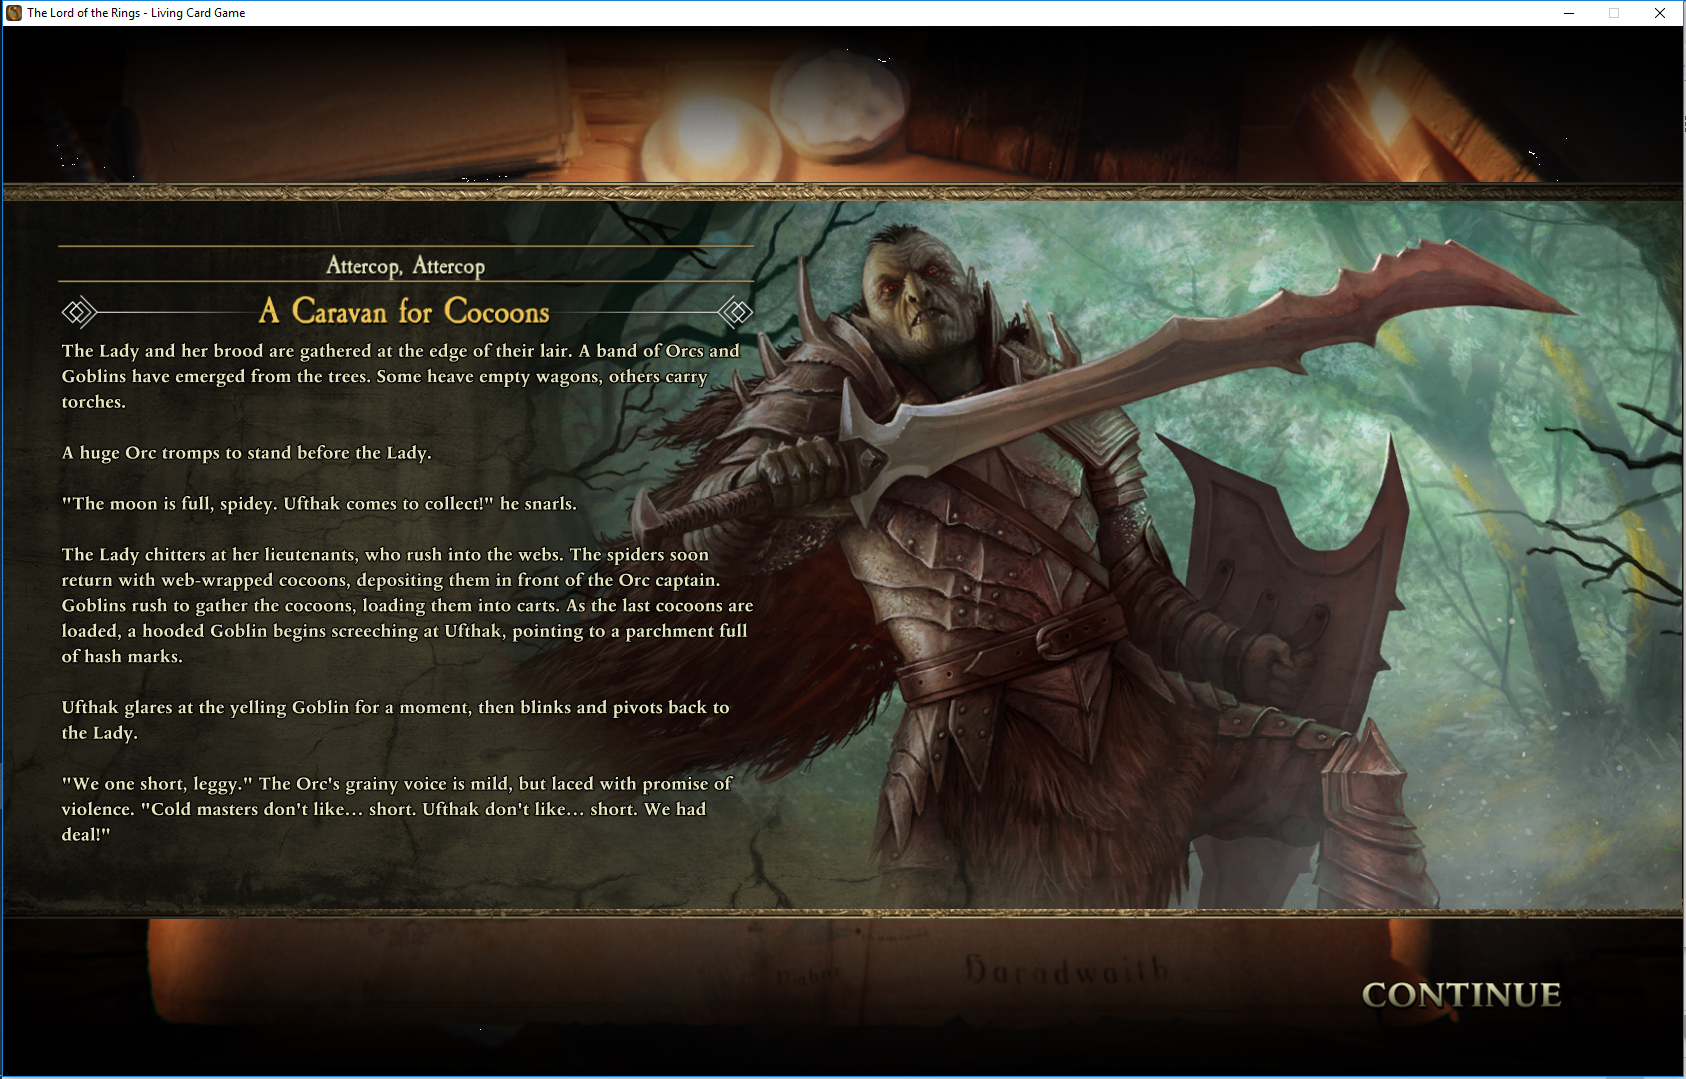 The Lord of the Rings - Living Card Game
Attercop, Attercop
A Caravan for Cocoons
The Lady and her brood are gathered at the edge of their lair. A band of Orcs and
Goblins have emerged from the trees. Some heave empty wagons, others carry
torches.
A huge Orc tromps to stand before the Lady.
"The moon is full, spidey. Ufthak comes to collect!" he snarls.
The Lady chitters at her lieutenants, who rush into the webs. The spiders soon
return with web-wrapped cocoons, depositing them in front of the Orc captain.
Goblins rush to gather the cocoons, loading them into carts. As the last cocoons are
loaded, a hooded Goblin begins screeching at Ufthak, pointing to a parchment full
of hash marks.
Ufthak glares at the yelling Goblin for a moment, then blinks and pivots back to
the Lady.
"We one short, leggy." The Orc's grainy voice is mild, but laced with promise of
violence. "Cold masters don't like... short. Ufthak don't like... short. We had
deal!"
Haradwaith
CONTINUE